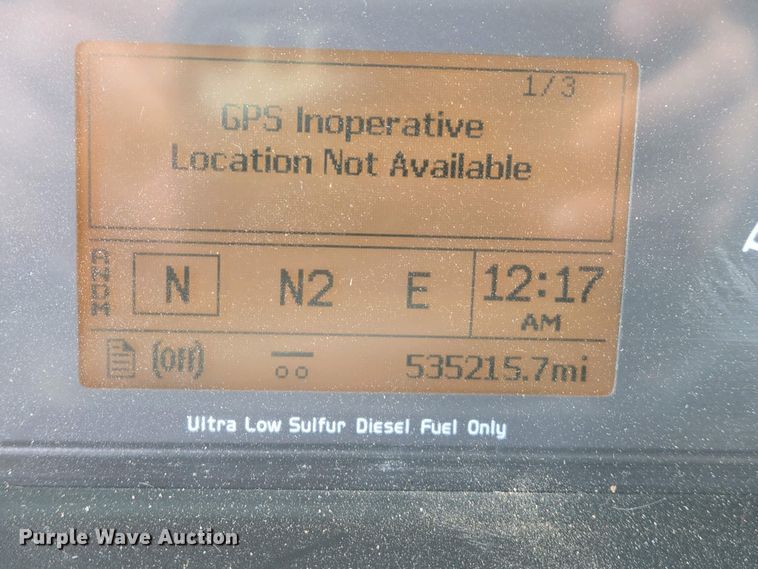 1/3
GPS Inoperative
Location Not Available
N N2 E 12:17
AM
(Off) 535215.7mi
Ultra Low Sulfur Diesel Fuel Only
Purple Wave Auction